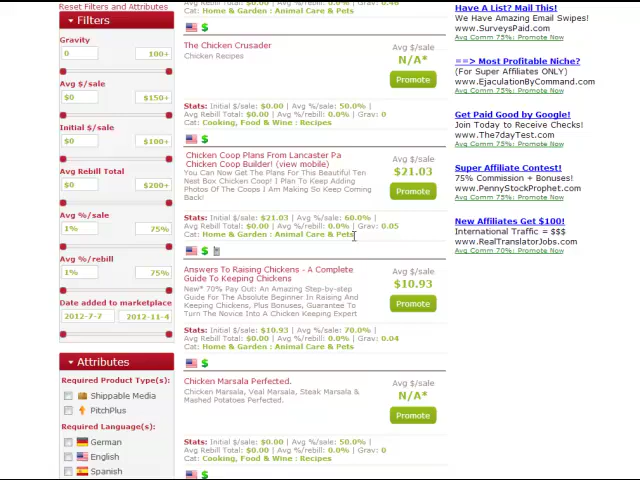 Reset Filters and Attributes
Filters
Gravity
0
100+
Avg $/sale
$0
$150+
Initial $/sale
$0
$100+
Avg Rebill Total
$0
$200+
Avg %/sale
1%
75%
Avg %/rebill
1%
75%
Date added to marketplace
2012-7-7
2012-11-4
Attributes
Required Product Type(s):
Shippable Media
PitchPlus
Required Language(s):
German
English
Spanish
Cat: Home & Garden : Animal Care & Pets
The Chicken Crusader
Chicken Recipes
Avg $/sale
N/A*
Promote
Stats: Initial $/sale: $0.00 | Avg %/sale: 50.0% |
Avg Rebill Total: $0.00 | Avg %/rebill: 0.0% | Grav: 0
Cat: Cooking, Food & Wine : Recipes
Chicken Coop Plans From Lancaster Pa
Chicken Coop Builder! (view mobile)
You Can Now Get The Plans For This Beautiful Ten
Nest Box Chicken Coop! I Plan To Keep Adding
Photos Of The Coops I Am Making So Keep Coming
Back!
Avg $/sale
$21.03
Promote
Stats: Initial $/sale: $21.03 | Avg %/sale: 60.0% |
Avg Rebill Total: $0.00 | Avg %/rebill: 0.0% | Grav: 0.05
Cat: Home & Garden : Animal Care & Pets
Answers To Raising Chickens - A Complete
Guide To Keeping Chickens
New* 70% Pay Out: An Amazing Step-by-step
Guide For The Absolute Beginner In Raising And
Keeping Chickens, Plus Bonuses, Guarantee To
Turn The Novice Into A Chicken Keeping Expert
Avg $/sale
$10.93
Promote
Stats: Initial $/sale: $10.93 | Avg %/sale: 70.0% |
Avg Rebill Total: $0.00 | Avg %/rebill: 0.0% | Grav: 0.04
Cat: Home & Garden : Animal Care & Pets
Chicken Marsala Perfected.
Chicken Marsala, Veal Marsala, Steak Marsala &
Mashed Potatoes Perfected.
Avg $/sale
N/A*
Promote
Stats: Initial $/sale: $0.00 | Avg %/sale: 50.0% |
Avg Rebill Total: $0.00 | Avg %/rebill: 0.0% | Grav: 0
Cat: Cooking, Food & Wine : Recipes
Have A List? Mail This!
We Have Amazing Email Swipes!
www.SurveysPaid.com
Avg Comm 75%: Promote Now
==> Most Profitable Niche?
(For Super Affiliates ONLY)
www.EjaculationByCommand.com
Avg Comm 75%: Promote Now
Get Paid Good by Google!
Join Today to Receive Checks!
www.The7dayTest.com
Avg Comm 75%: Promote Now
Super Affiliate Contest!
75% Commission + Bonuses!
www.PennyStockProphet.com
Avg Comm 75%: Promote Now
New Affiliates Get $100!
International Traffic = $$$
www.RealTranslatorJobs.com
Avg Comm 70%: Promote Now